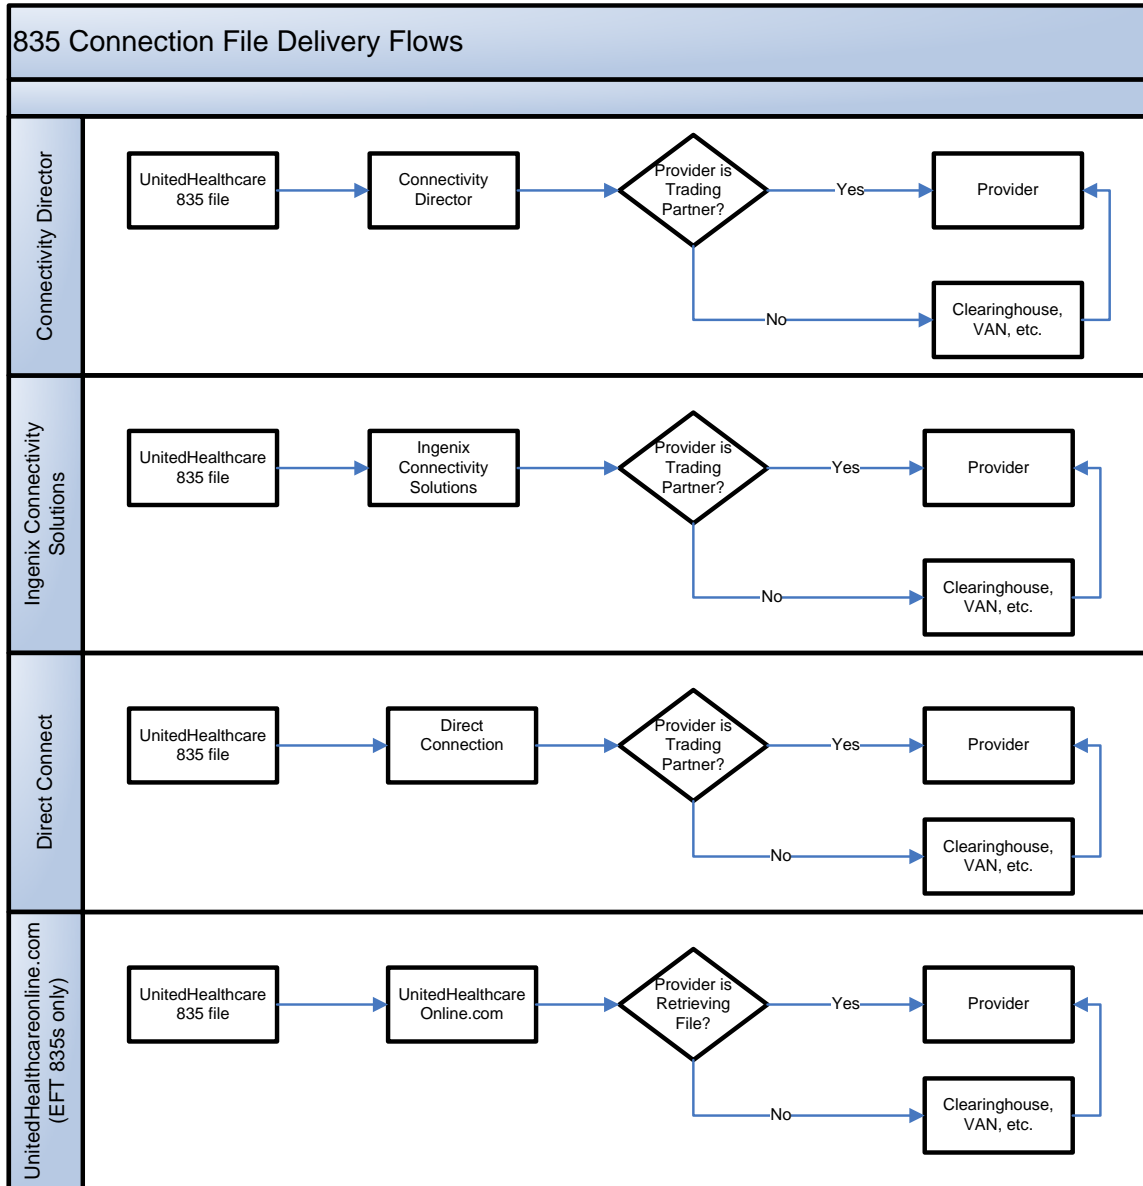 835 Connection File Delivery Flows
Connectivity Director
UnitedHealthcare
835 file
Connectivity
Director
Provider is
Trading
Partner?
Yes
Provider
No
Clearinghouse,
VAN, etc.
Ingenix Connectivity
Solutions
UnitedHealthcare
835 file
Ingenix
Connectivity
Solutions
Provider is
Trading
Partner?
Yes
Provider
No
Clearinghouse,
VAN, etc.
Direct Connect
UnitedHealthcare
835 file
Direct
Connection
Provider is
Trading
Partner?
Yes
Provider
No
Clearinghouse,
VAN, etc.
UnitedHealthcareonline.com
(EFT 835s only)
UnitedHealthcare
835 file
UnitedHealthcare
Online.com
Provider is
Retrieving
File?
Yes
Provider
No
Clearinghouse,
VAN, etc.